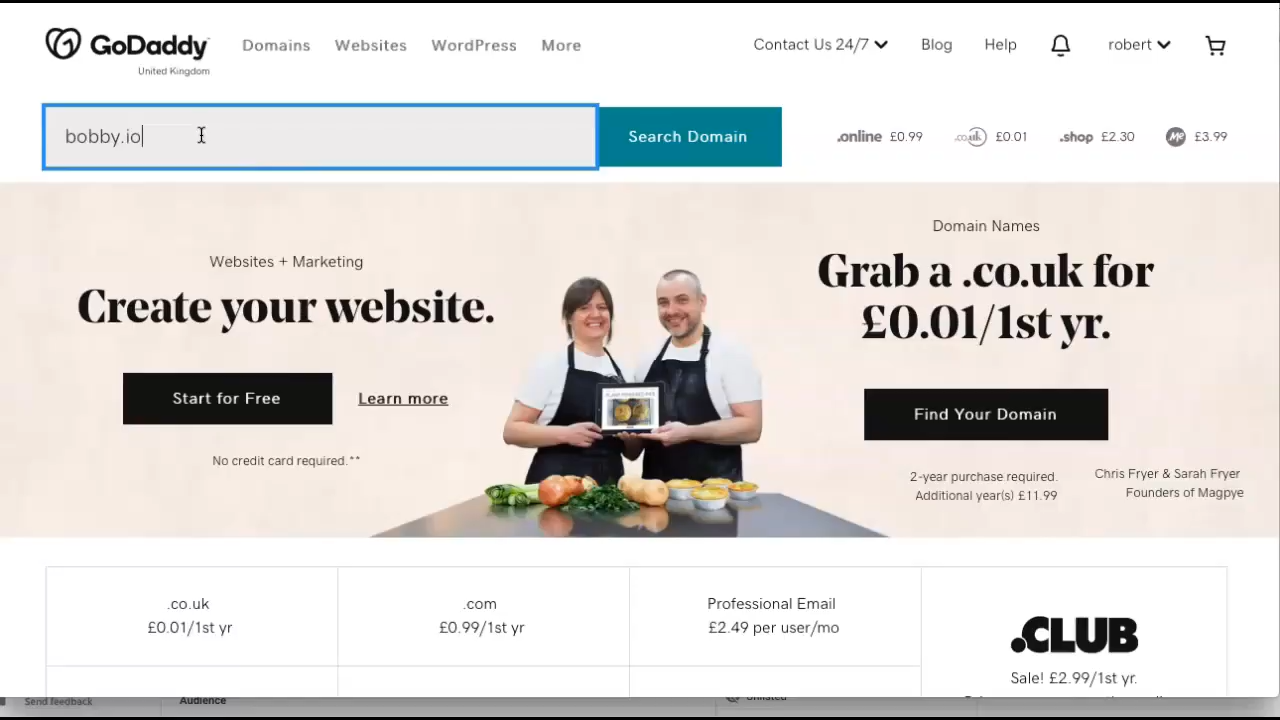 GoDaddy
United Kingdom
Domains Websites WordPress More
Contact Us 24/7 Blog Help robert
bobby.io
Search Domain
.online £0.99 .co.uk £0.01 .shop £2.30 Me £3.99
Websites + Marketing
Create your website.
Start for Free Learn more
No credit card required.**
Domain Names
Grab a .co.uk for
£0.01/1st yr.
Find Your Domain
2-year purchase required.
Additional year(s) £11.99
Chris Fryer & Sarah Fryer
Founders of Magpye
.co.uk
£0.01/1st yr
.com
£0.99/1st yr
Professional Email
£2.49 per user/mo
.CLUB
Sale! £2.99/1st yr.
Send feedback Audience